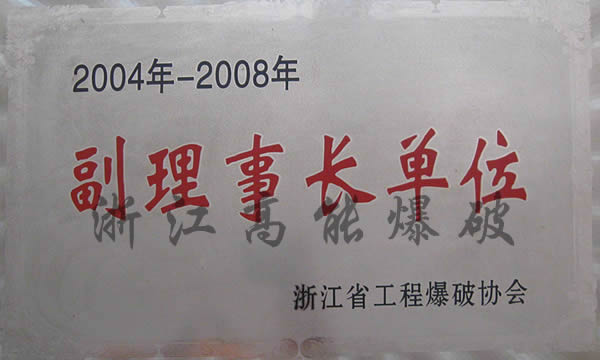 2004年-2008年
副理事长单位
浙江高能爆破
浙江省工程爆破协会